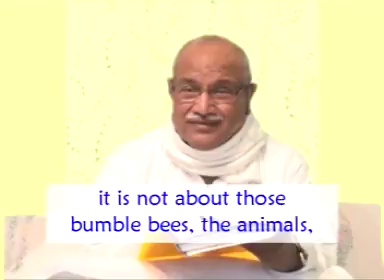 it is not about those
bumble bees, the animals,